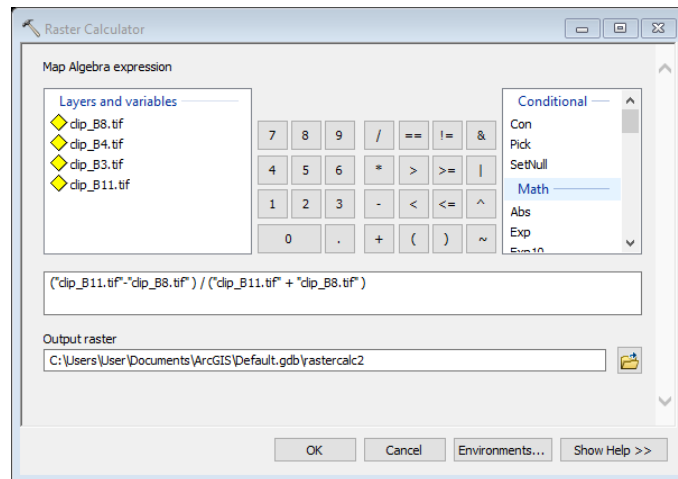 Raster Calculator
Map Algebra expression
Layers and variables
clip_B8.tif
clip_B4.tif
clip_B3.tif
clip_B11.tif
7 8 9 / == != &
4 5 6 * > >= |
1 2 3 - < <= ^
0 . + ( ) ~
Conditional
Con
Pick
SetNull
Math
Abs
Exp
Exp10
("clip_B11.tif"-"clip_B8.tif" ) / ("clip_B11.tif" + "clip_B8.tif" )
Output raster
C:\Users\User\Documents\ArcGIS\Default.gdb\rastercalc2
OK Cancel Environments... Show Help >>